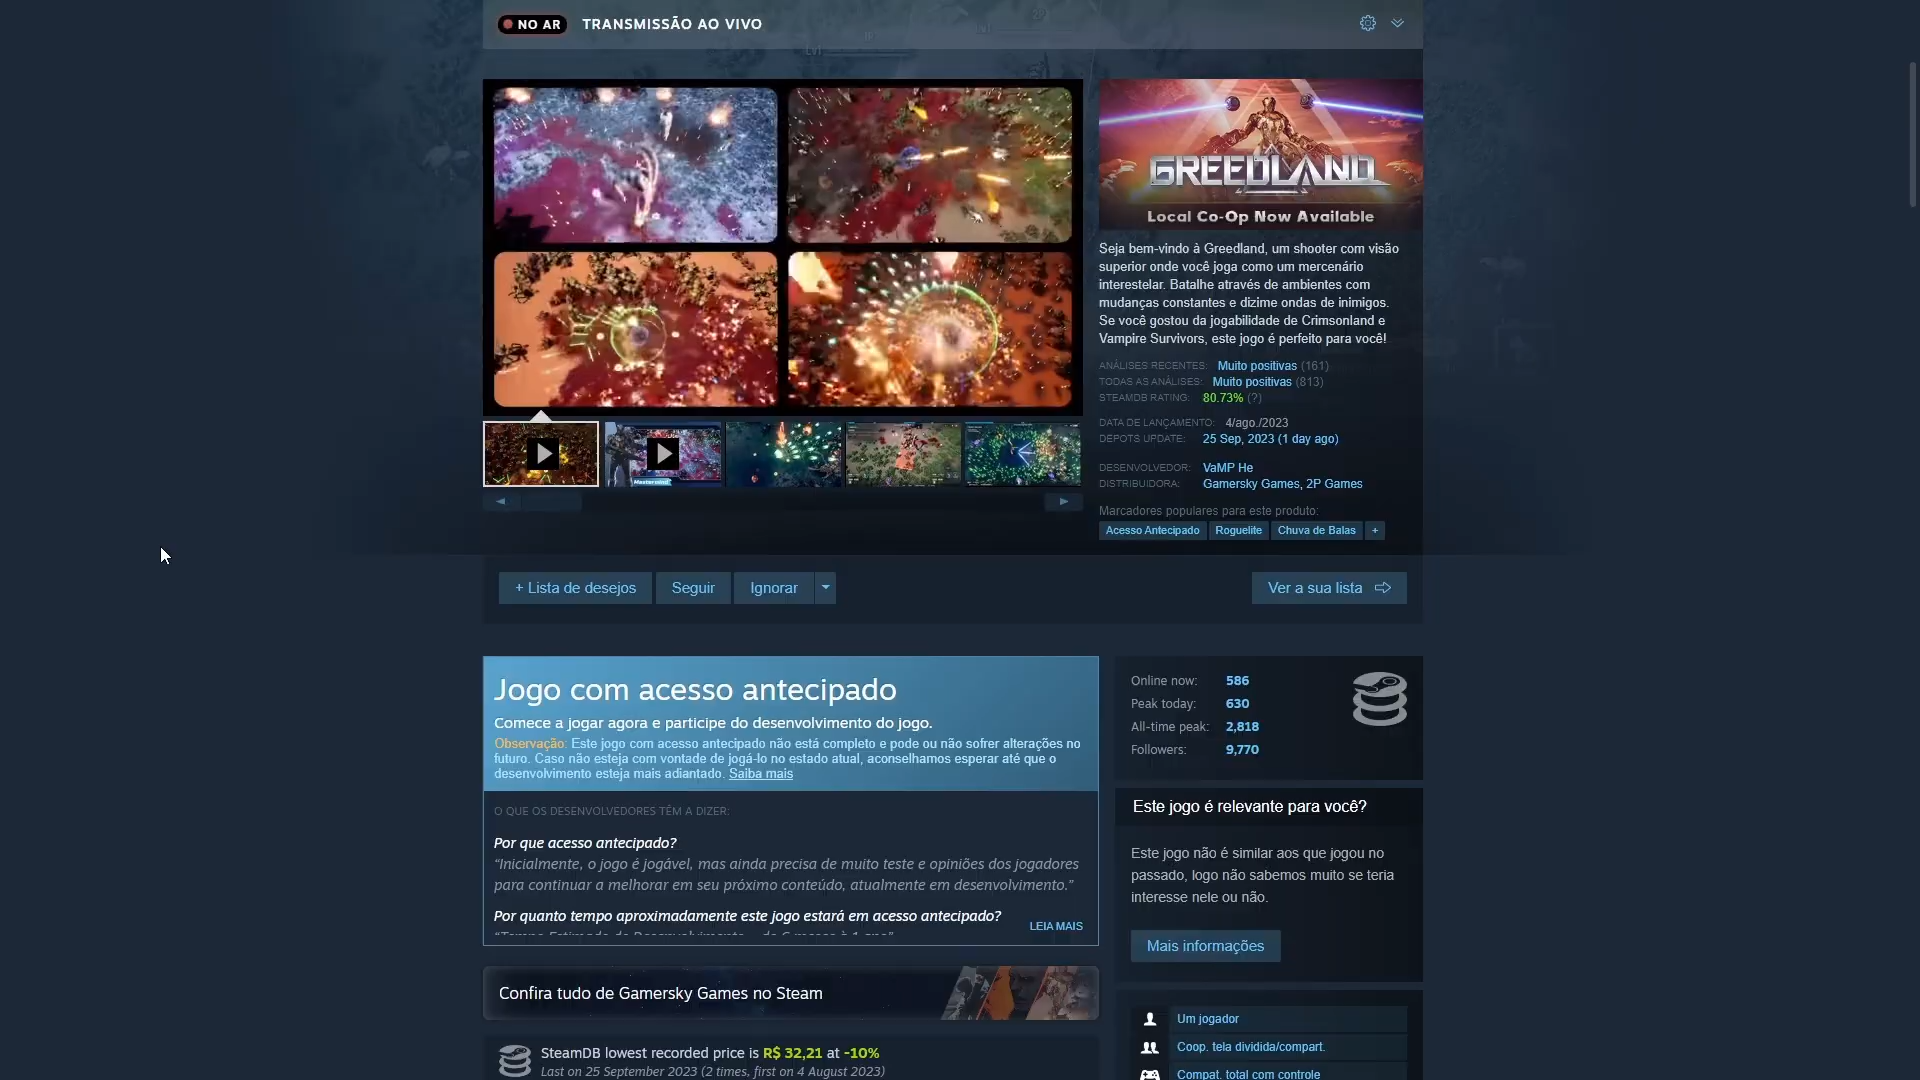 NO AR
TRANSMISSÃO AO VIVO
GREEDLAND
Local Co-Op Now Available
Seja bem-vindo à Greedland, um shooter com visão
superior onde você joga como um mercenário
interestelar. Batalhe através de ambientes com
mudanças constantes e dizime ondas de inimigos.
Se você gostou da jogabilidade de Crimsonland e
Vampire Survivors, este jogo é perfeito para você!
ANÁLISES RECENTES: Muito positivas (161)
TODAS AS ANÁLISES: Muito positivas (813)
STEAMDB RATING: 80.73% (?)
DATA DE LANÇAMENTO: 4/ago./2023
DEPOTS UPDATE: 25 Sep, 2023 (1 day ago)
DESENVOLVEDOR: VaMP He
DISTRIBUIDORA: Gamersky Games, 2P Games
Marcadores populares para este produto:
Acesso Antecipado Roguelite Chuva de Balas +
Mastermind
+ Lista de desejos Seguir Ignorar Ver a sua lista
Jogo com acesso antecipado
Comece a jogar agora e participe do desenvolvimento do jogo.
Observação: Este jogo com acesso antecipado não está completo e pode ou não sofrer alterações no
futuro. Caso não esteja com vontade de jogá-lo no estado atual, aconselhamos esperar até que o
desenvolvimento esteja mais adiantado. Saiba mais
O QUE OS DESENVOLVEDORES TÊM A DIZER:
Por que acesso antecipado?
“Inicialmente, o jogo é jogável, mas ainda precisa de muito teste e opiniões dos jogadores
para continuar a melhorar em seu próximo conteúdo, atualmente em desenvolvimento.”
Por quanto tempo aproximadamente este jogo estará em acesso antecipado?
LEIA MAIS
“Tempo Estimado de Desenvolvimento – de 6 meses à 1 ano”
Confira tudo de Gamersky Games no Steam
SteamDB lowest recorded price is R$ 32,21 at -10%
Last on 25 September 2023 (2 times, first on 4 August 2023)
Online now: 586
Peak today: 630
All-time peak: 2,818
Followers: 9,770
Este jogo é relevante para você?
Este jogo não é similar aos que jogou no
passado, logo não sabemos muito se teria
interesse nele ou não.
Mais informações
Um jogador
Coop. tela dividida/compart.
Compat. total com controle